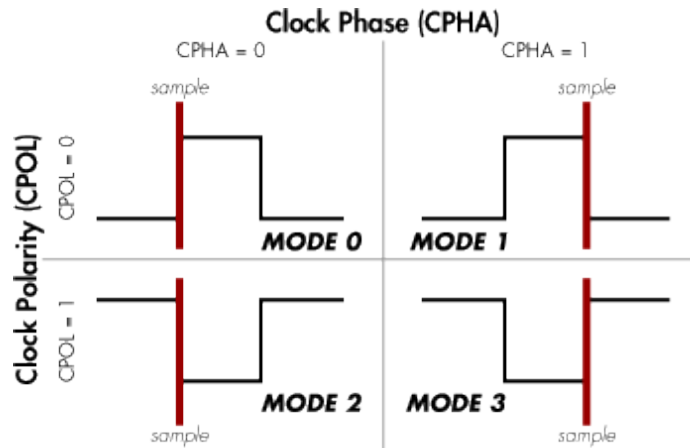 Clock Phase (CPHA)
CPHA = 0
CPHA = 1
sample
sample
Clock Polarity (CPOL)
CPOL = 0
MODE 0
MODE 1
CPOL = 1
MODE 2
MODE 3
sample
sample